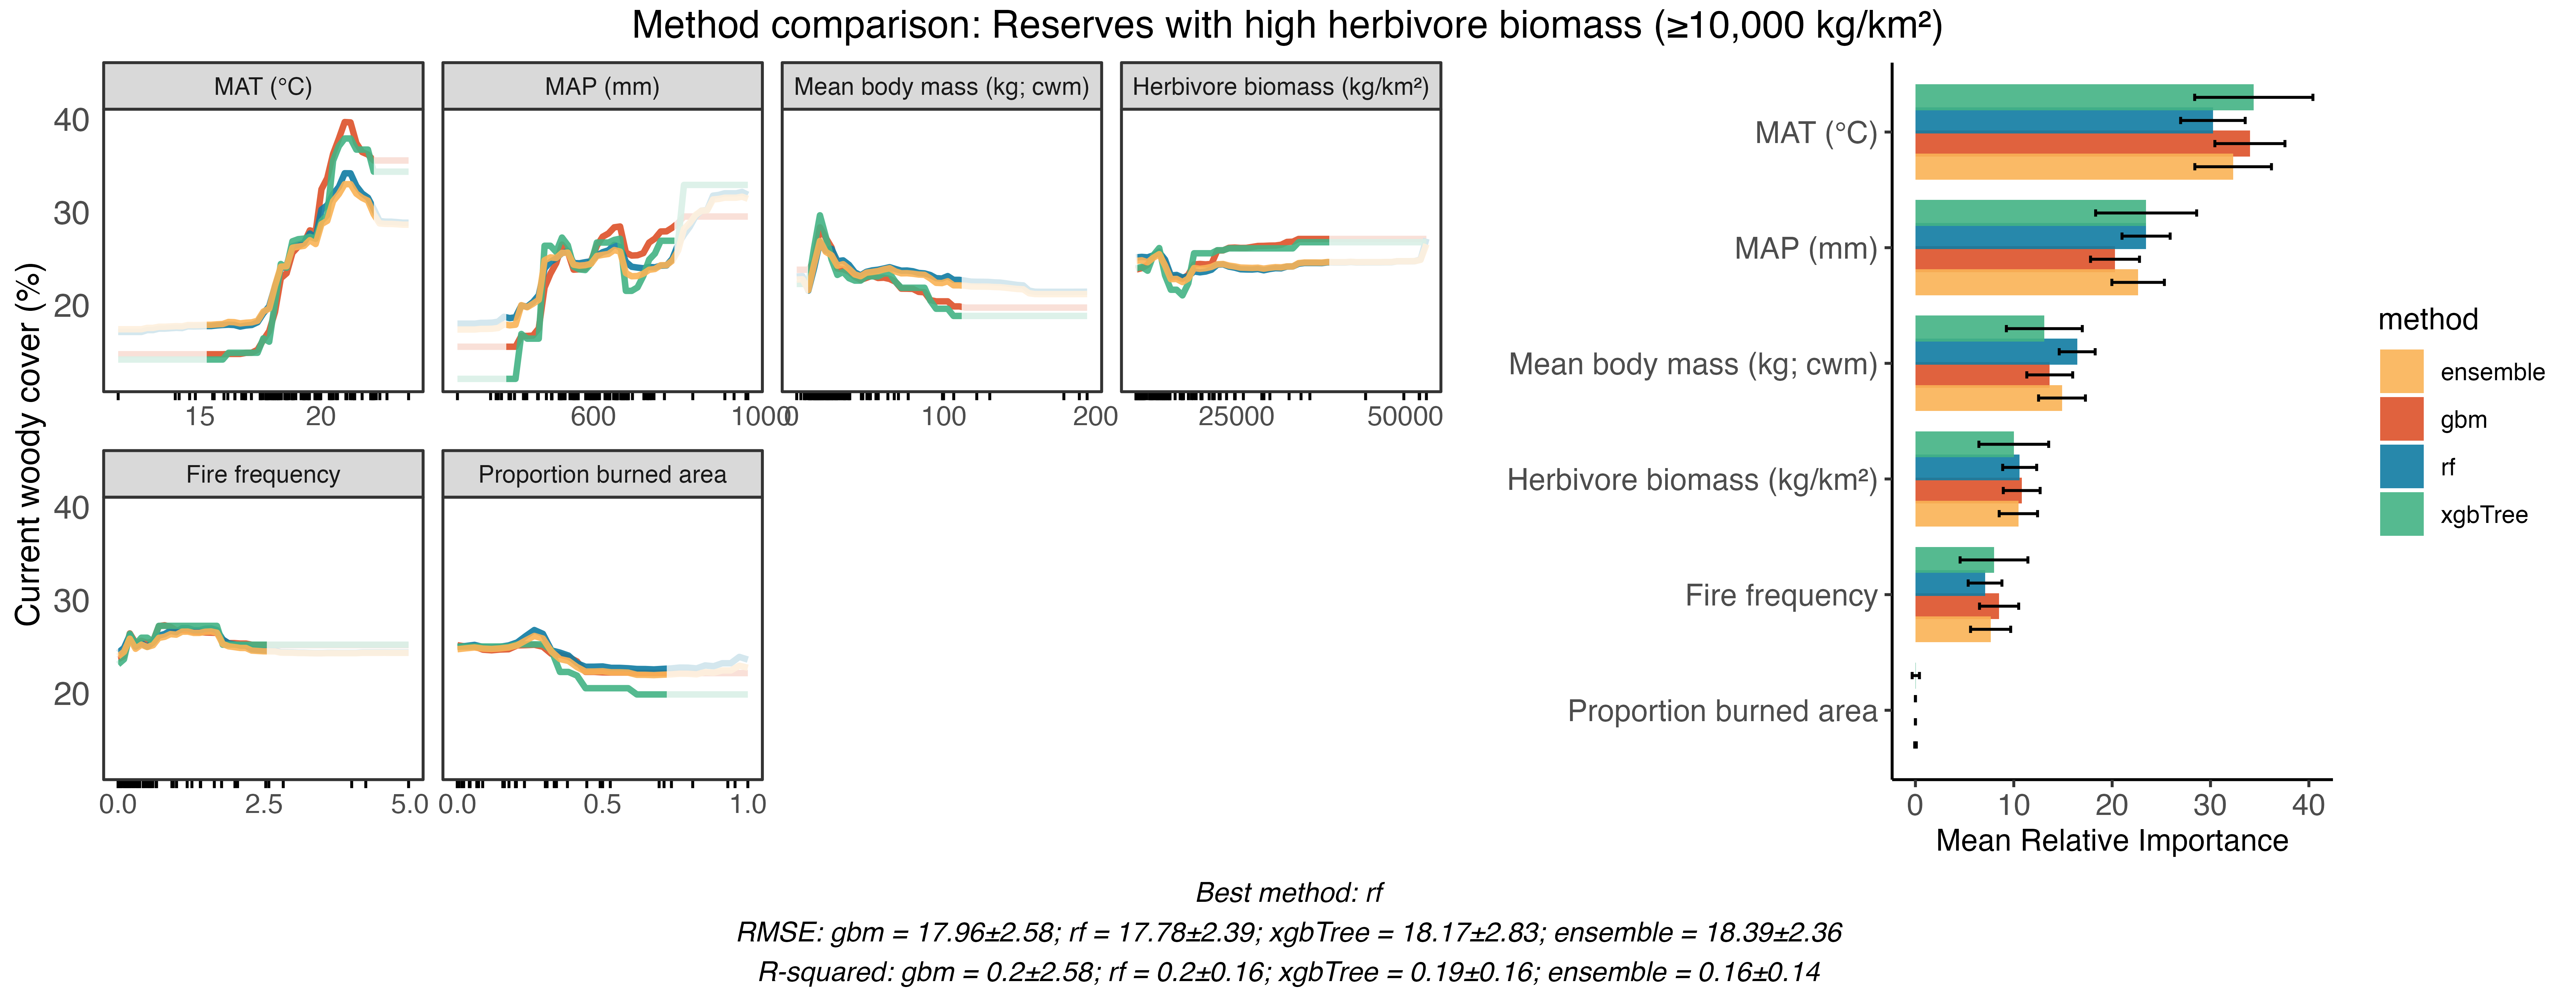 Method comparison: Reserves with high herbivore biomass (≥10,000 kg/km²)
MAT (°C)
MAP (mm)
Mean body mass (kg; cwm)
Herbivore biomass (kg/km²)
Current woody cover (%)
40
30
20
15 20
600 1000
0 100 200
25000 50000
Fire frequency
Proportion burned area
40
30
20
0.0 2.5 5.0
0.0 0.5 1.0
MAT (°C)
MAP (mm)
Mean body mass (kg; cwm)
Herbivore biomass (kg/km²)
Fire frequency
Proportion burned area
0 10 20 30 40
Mean Relative Importance
method
ensemble
gbm
rf
xgbTree
Best method: rf
RMSE: gbm = 17.96±2.58; rf = 17.78±2.39; xgbTree = 18.17±2.83; ensemble = 18.39±2.36
R-squared: gbm = 0.2±2.58; rf = 0.2±0.16; xgbTree = 0.19±0.16; ensemble = 0.16±0.14